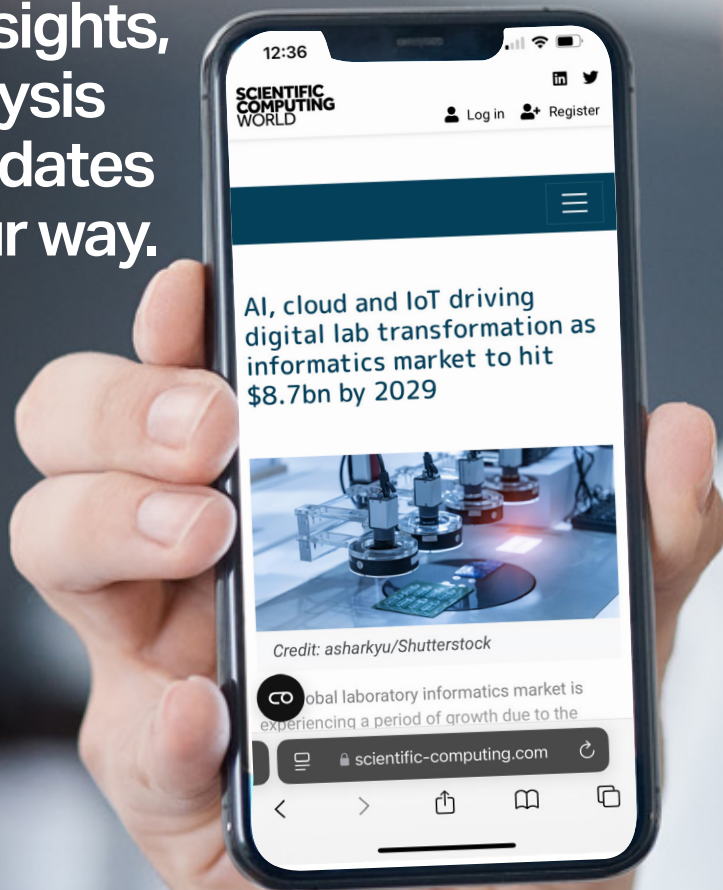 sights,
ysis
dates
ur way.
12:36
SCIENTIFIC
COMPUTING
WORLD
Log in
Register
AI, cloud and IoT driving
digital lab transformation as
informatics market to hit
$8.7bn by 2029
Credit: asharkyu/Shutterstock
obal laboratory informatics market is
experiencing a period of growth due to the
scientific-computing.com